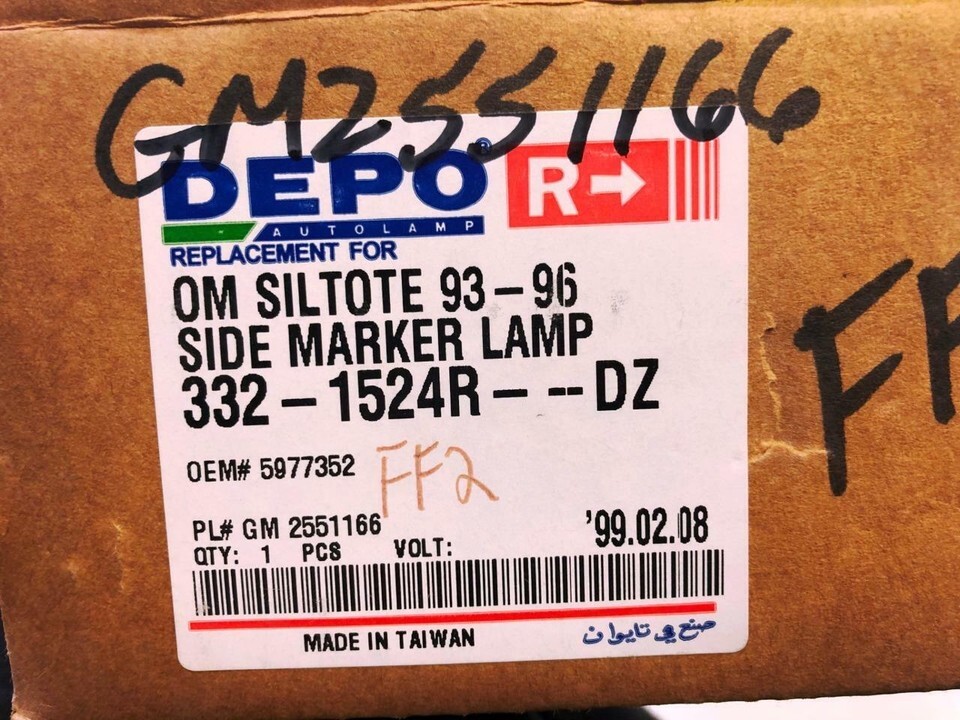 GM2551166
DEPO®
AUTOLAMP
R→
REPLACEMENT FOR
OM SILTOTE 93-96
SIDE MARKER LAMP
332-1524R- --DZ
OEM# 5977352
FF2
PL# GM 2551166
'99.02.08
QTY: 1 PCS VOLT:
MADE IN TAIWAN
صنع في تايوان
FF